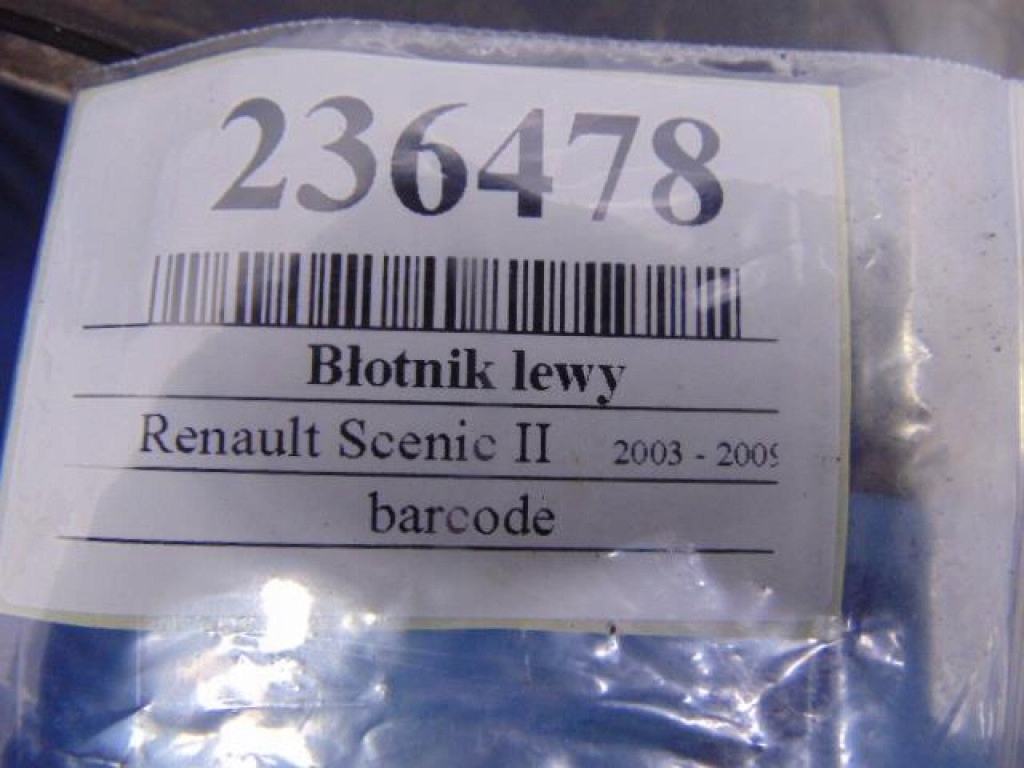 236478
Błotnik lewy
Renault Scenic II 2003 - 2009
barcode